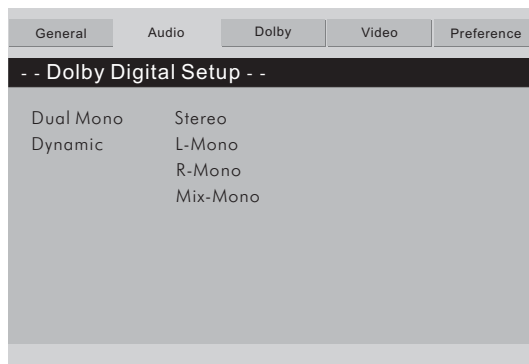 General Audio Dolby Video Preference
- - Dolby Digital Setup - -
Dual Mono Stereo
Dynamic L-Mono
R-Mono
Mix-Mono